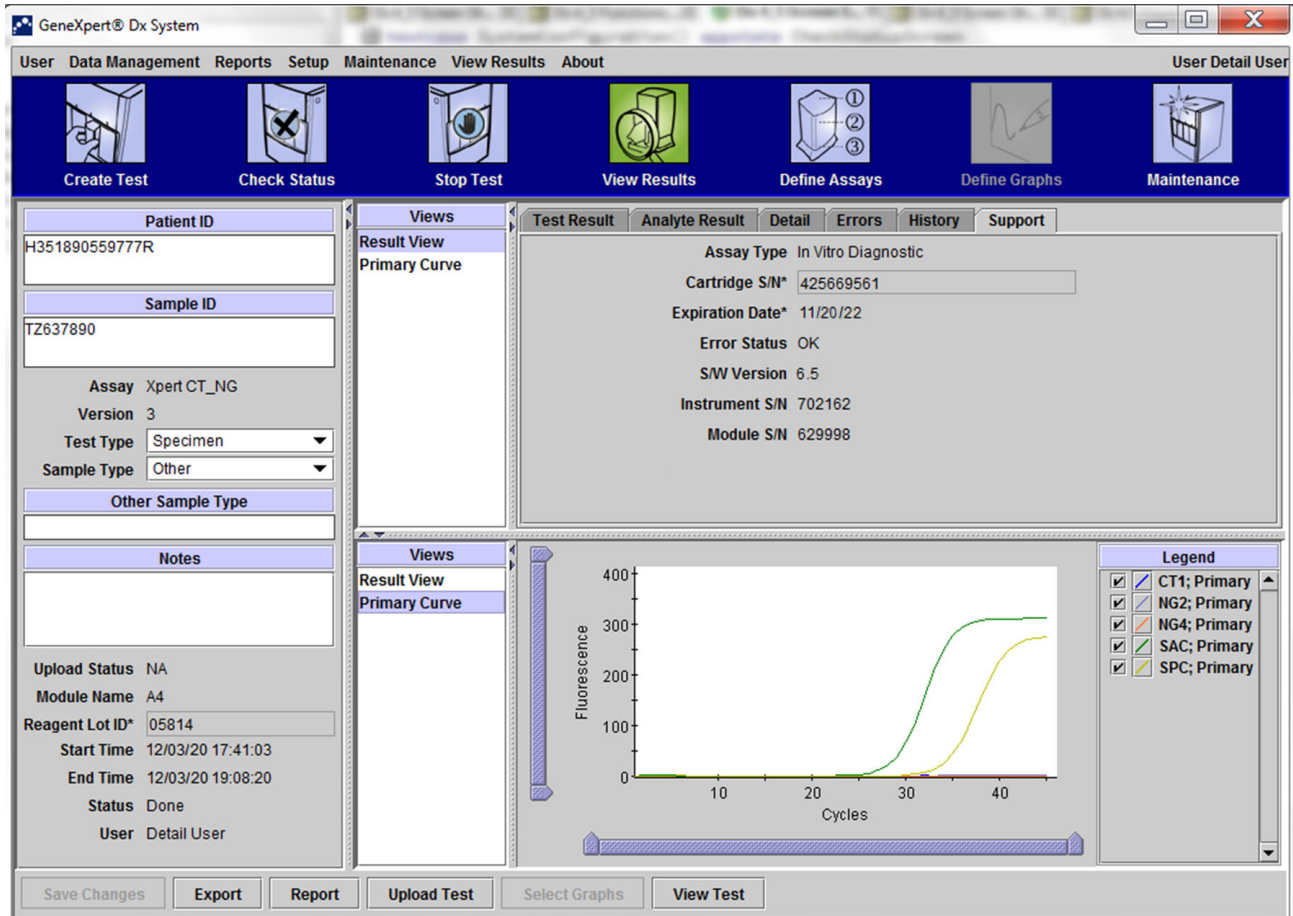 GeneXpert® Dx System
User Data Management Reports Setup Maintenance View Results About User Detail User
Create Test Check Status Stop Test View Results Define Assays Define Graphs Maintenance
Patient ID
H351890559777R
Sample ID
TZ637890
Assay Xpert CT_NG
Version 3
Test Type Specimen
Sample Type Other
Other Sample Type
Notes
Upload Status NA
Module Name A4
Reagent Lot ID* 05814
Start Time 12/03/20 17:41:03
End Time 12/03/20 19:08:20
Status Done
User Detail User
Views
Result View
Primary Curve
Test Result Analyte Result Detail Errors History Support
Assay Type In Vitro Diagnostic
Cartridge S/N* 425669561
Expiration Date* 11/20/22
Error Status OK
S/W Version 6.5
Instrument S/N 702162
Module S/N 629998
Views
Result View
Primary Curve
400
300
200
100
0
Fluorescence
10 20 30 40
Cycles
Legend
CT1; Primary
NG2; Primary
NG4; Primary
SAC; Primary
SPC; Primary
Save Changes Export Report Upload Test Select Graphs View Test